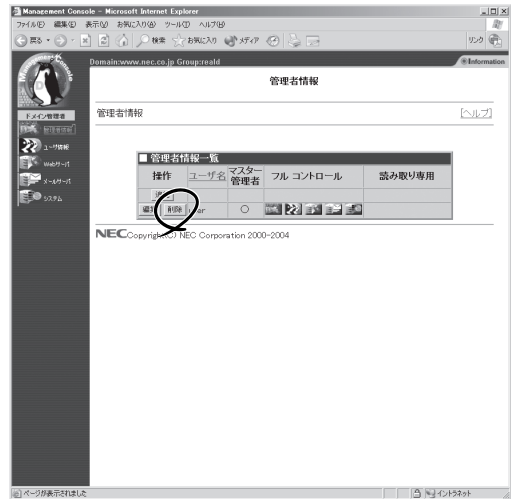 Management Console - Microsoft Internet Explorer
ファイル(F) 編集(E) 表示(V) お気に入り(A) ツール(T) ヘルプ(H)
戻る 検索 お気に入り メディア リンク
Domain:www.nec.co.jp Group:reald
Information
管理者情報
ドメイン管理者
管理者情報
ユーザ情報
Webサーバ
メールサーバ
システム
管理者情報 [ヘルプ]
■ 管理者情報一覧
操作 ユーザ名 マスター管理者 フル コントロール 読み取り専用
削除 ○
NEC Copyright(C) NEC Corporation 2000-2004
ページが表示されました イントラネット